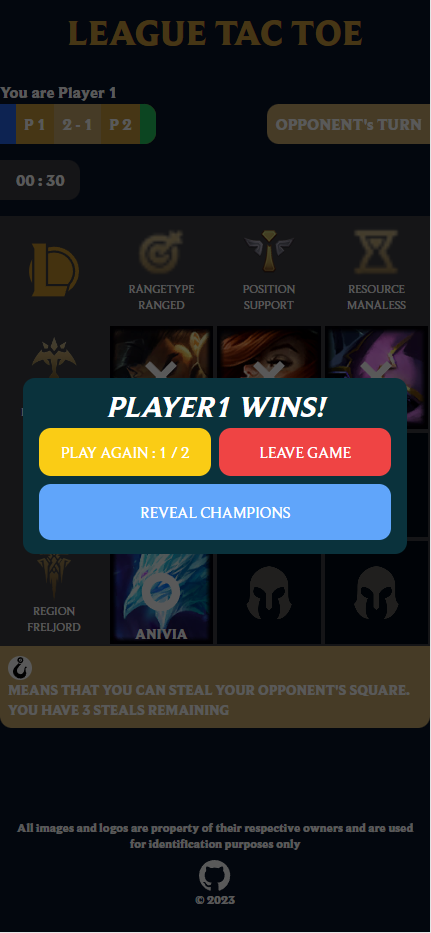 LEAGUE TAC TOE
You are Player 1
P 1 2 - 1 P 2
OPPONENT's TURN
00 : 30
RANGETYPE
RANGED
POSITION
SUPPORT
RESOURCE
MANALESS
PLAYER1 WINS!
PLAY AGAIN : 1 / 2
LEAVE GAME
REVEAL CHAMPIONS
REGION
FRELJORD
ANIVIA
MEANS THAT YOU CAN STEAL YOUR OPPONENT'S SQUARE.
YOU HAVE 3 STEALS REMAINING
All images and logos are property of their respective owners and are used
for identification purposes only
© 2023